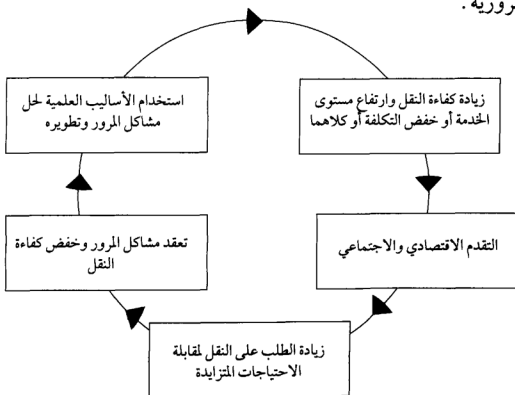 رورية .
زيادة كفاءة النقل وارتفاع مستوى
الخدمة أو خفض التكلفة أو كلاهما
التقدم الاقتصادي والاجتماعي
زيادة الطلب على النقل لمقابلة
الاحتياجات المتزايدة
تعقد مشاكل المرور وخفض كفاءة
النقل
استخدام الأساليب العلمية لحل
مشاكل المرور وتطويره